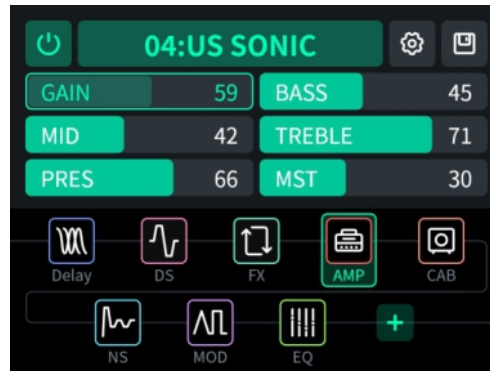 04:US SONIC
GAIN 59 BASS 45
MID 42 TREBLE 71
PRES 66 MST 30
Delay DS FX AMP CAB
NS MOD EQ +